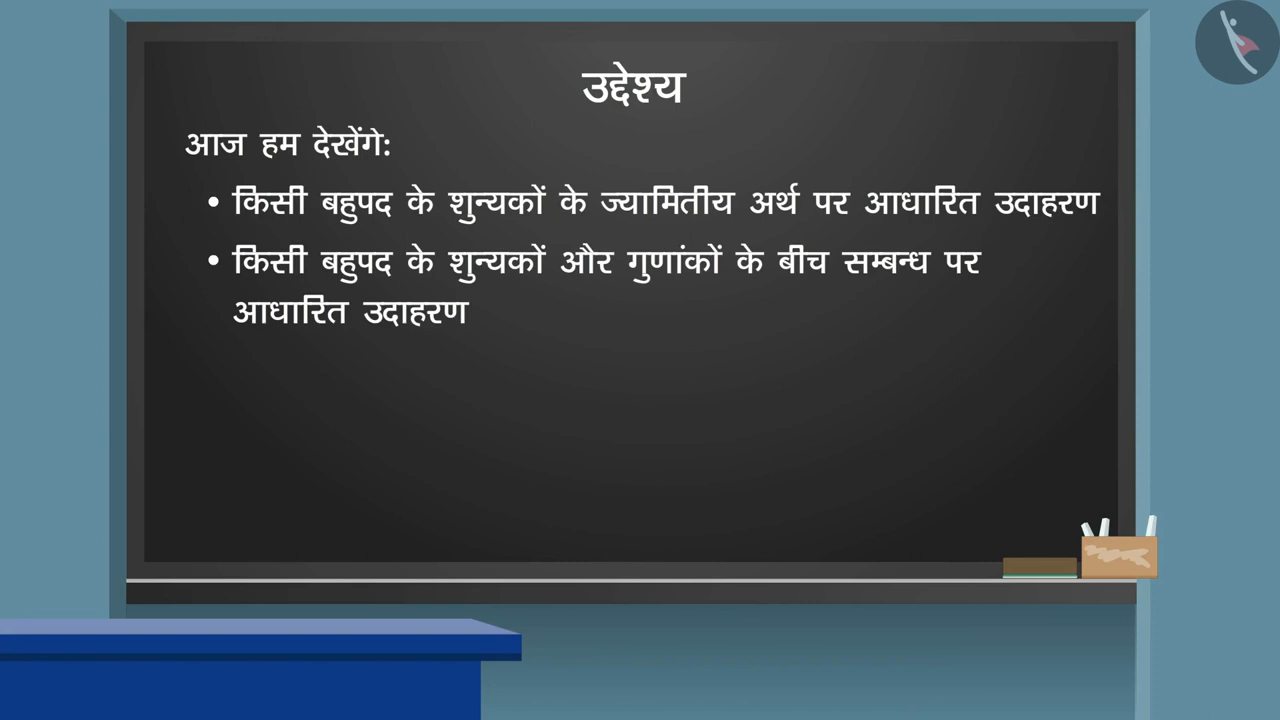 उद्देश्य
आज हम देखेंगे:
• किसी बहुपद के शुन्यकों के ज्यामितीय अर्थ पर आधारित उदाहरण
• किसी बहुपद के शुन्यकों और गुणांकों के बीच सम्बन्ध पर
आधारित उदाहरण